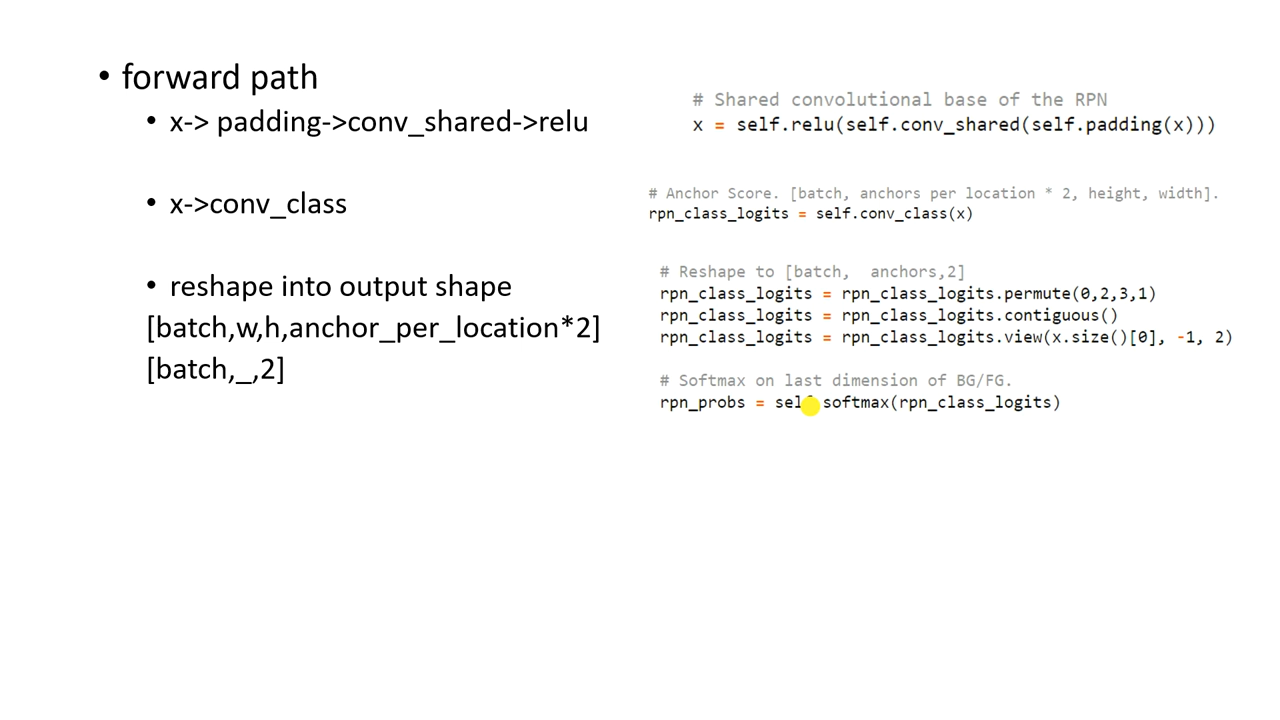 • forward path
• x-> padding->conv_shared->relu
• x->conv_class
• reshape into output shape
[batch,w,h,anchor_per_location*2]
[batch,_,2]
# Shared convolutional base of the RPN
x = self.relu(self.conv_shared(self.padding(x)))
# Anchor Score. [batch, anchors per location * 2, height, width].
rpn_class_logits = self.conv_class(x)
# Reshape to [batch,  anchors,2]
rpn_class_logits = rpn_class_logits.permute(0,2,3,1)
rpn_class_logits = rpn_class_logits.contiguous()
rpn_class_logits = rpn_class_logits.view(x.size()[0], -1, 2)
# Softmax on last dimension of BG/FG.
rpn_probs = self.softmax(rpn_class_logits)